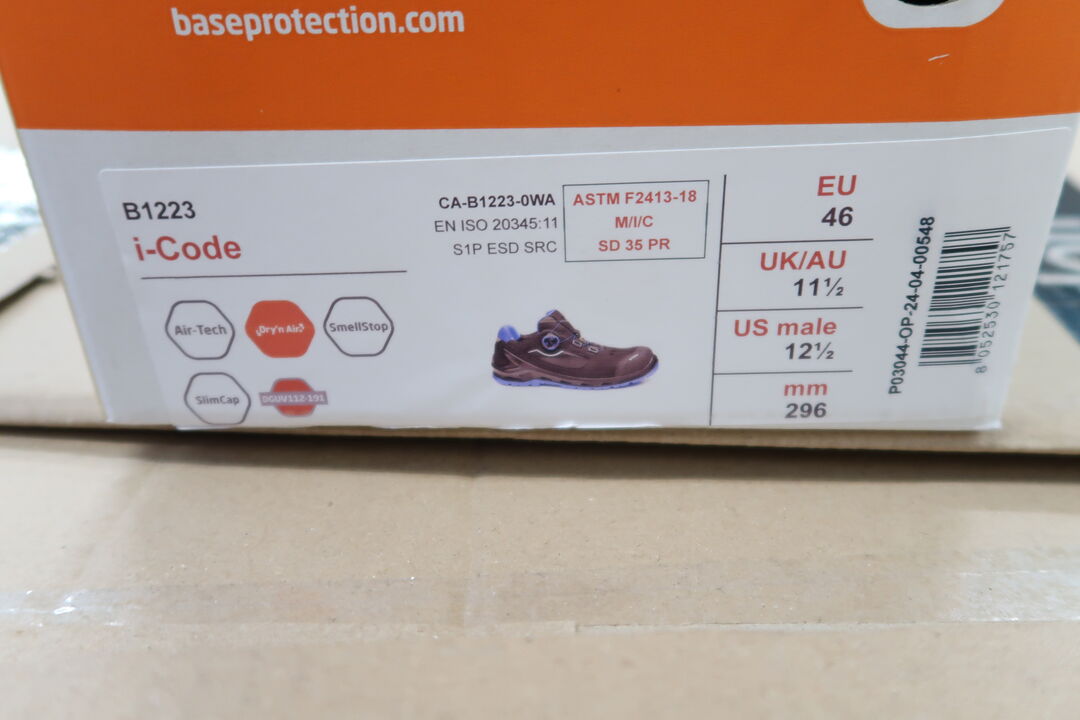 baseprotection.com
B1223
i-Code
CA-B1223-0WA
EN ISO 20345:11
S1P ESD SRC
ASTM F2413-18
M/I/C
SD 35 PR
EU
46
UK/AU
11½
US male
12½
mm
296
Air-Tech
Dry'n Air
SmellStop
SlimCap
DGUV112-191
P03044-OP-24-04-00548
8 052530 121757